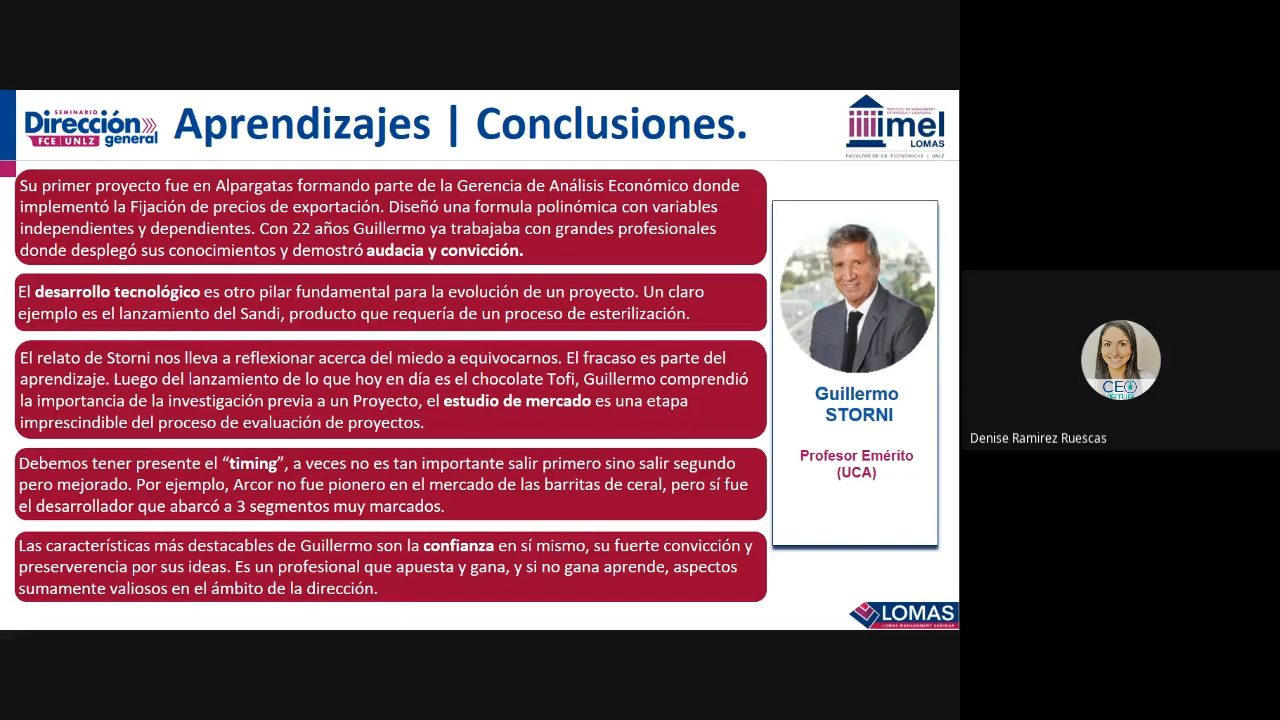 SEMINARIO
Dirección
general
FCE | UNLZ
Aprendizajes | Conclusiones.
INSTITUTO DE MANAGEMENT
ESTRATEGIA Y LIDERAZGO
imel
LOMAS
FACULTAD DE CS. ECONÓMICAS | UNLZ
Su primer proyecto fue en Alpargatas formando parte de la Gerencia de Análisis Económico donde
implementó la Fijación de precios de exportación. Diseñó una formula polinómica con variables
independientes y dependientes. Con 22 años Guillermo ya trabajaba con grandes profesionales
donde desplegó sus conocimientos y demostró audacia y convicción.
El desarrollo tecnológico es otro pilar fundamental para la evolución de un proyecto. Un claro
ejemplo es el lanzamiento del Sandi, producto que requería de un proceso de esterilización.
El relato de Storni nos lleva a reflexionar acerca del miedo a equivocarnos. El fracaso es parte del
aprendizaje. Luego del lanzamiento de lo que hoy en día es el chocolate Tofi, Guillermo comprendió
la importancia de la investigación previa a un Proyecto, el estudio de mercado es una etapa
imprescindible del proceso de evaluación de proyectos.
Debemos tener presente el “timing”, a veces no es tan importante salir primero sino salir segundo
pero mejorado. Por ejemplo, Arcor no fue pionero en el mercado de las barritas de ceral, pero sí fue
el desarrollador que abarcó a 3 segmentos muy marcados.
Las características más destacables de Guillermo son la confianza en sí mismo, su fuerte convicción y
preserverencia por sus ideas. Es un profesional que apuesta y gana, y si no gana aprende, aspectos
sumamente valiosos en el ámbito de la dirección.
Guillermo
STORNI
Profesor Emérito
(UCA)
LOMAS
LOMAS MANAGEMENT SEMINAR
CEO
Denise Ramirez Ruescas